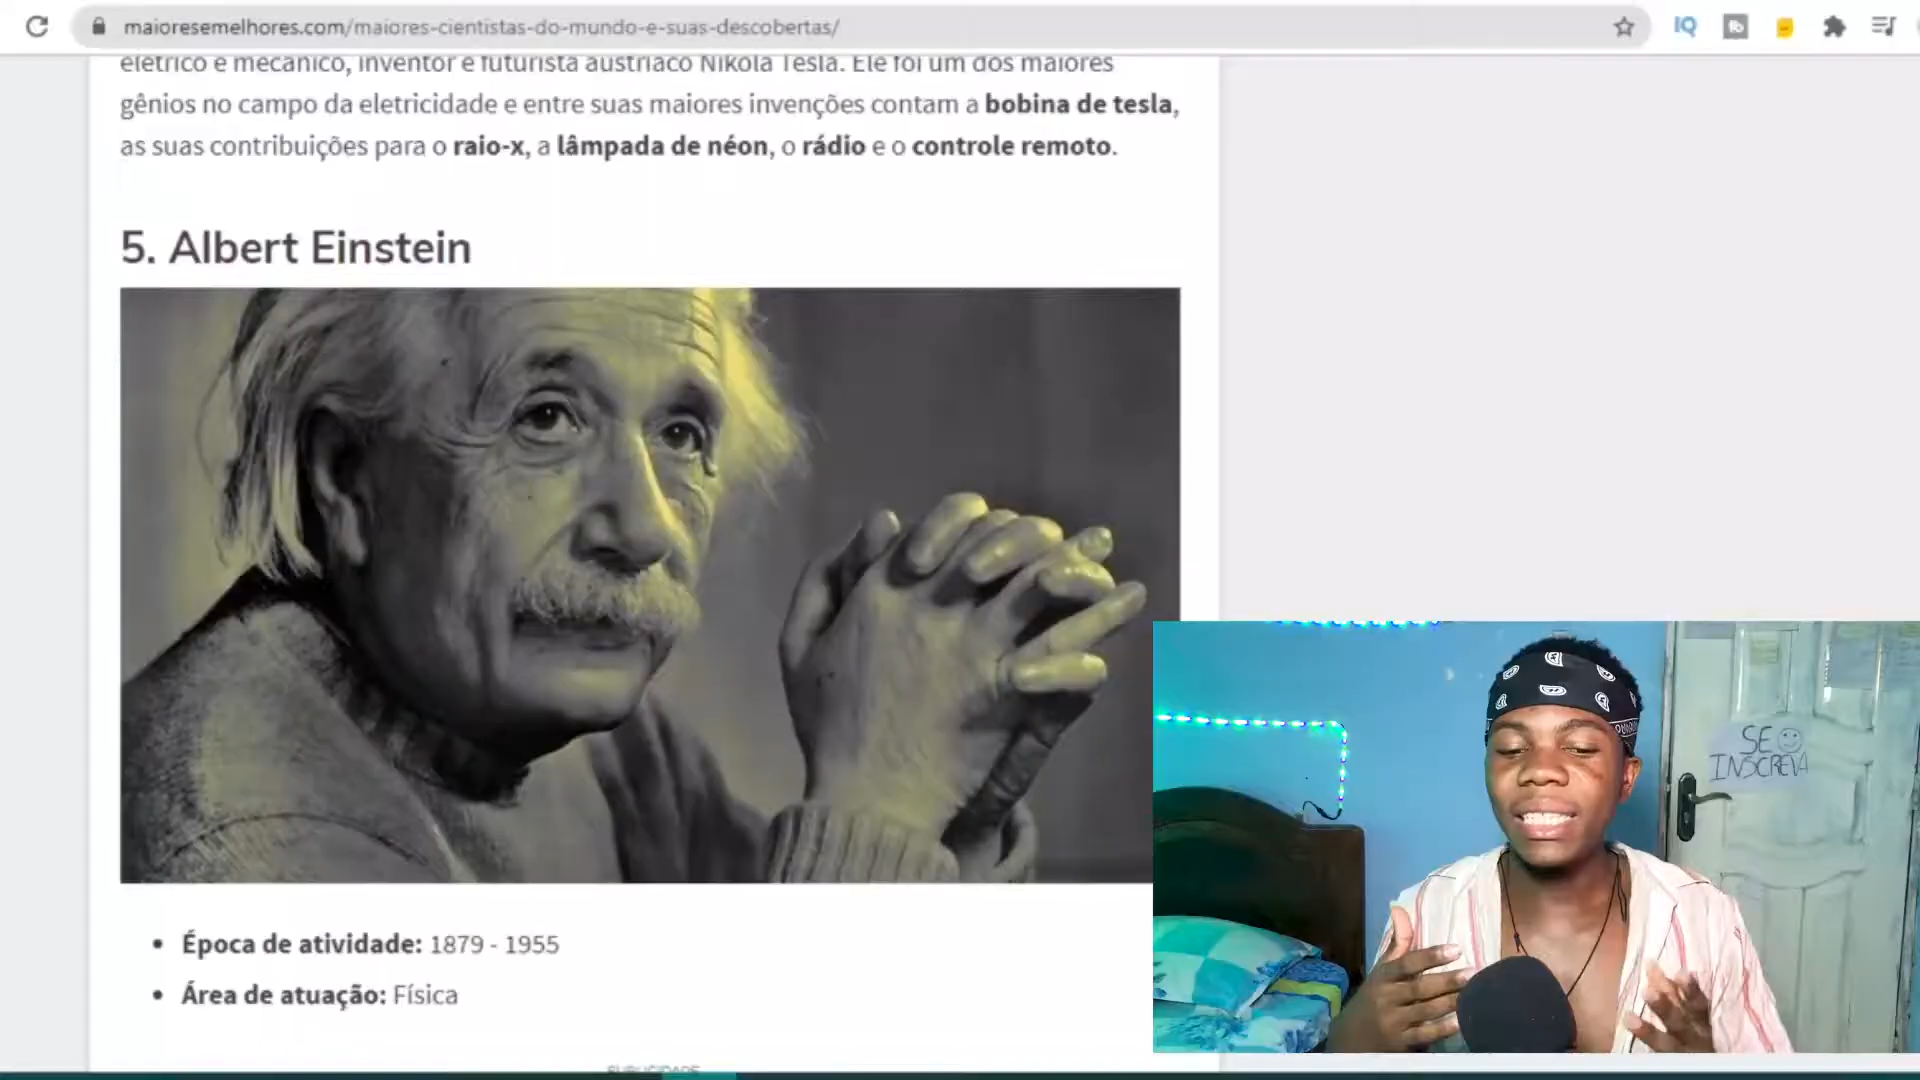 maioresemelhores.com/maiores-cientistas-do-mundo-e-suas-descobertas/
elétrico e mecânico, inventor e futurista austríaco Nikola Tesla. Ele foi um dos maiores
gênios no campo da eletricidade e entre suas maiores invenções contam a bobina de tesla,
as suas contribuições para o raio-x, a lâmpada de néon, o rádio e o controle remoto.
5. Albert Einstein
SE
INSCREVA
• Época de atividade: 1879 - 1955
• Área de atuação: Física
PUBLICIDADE